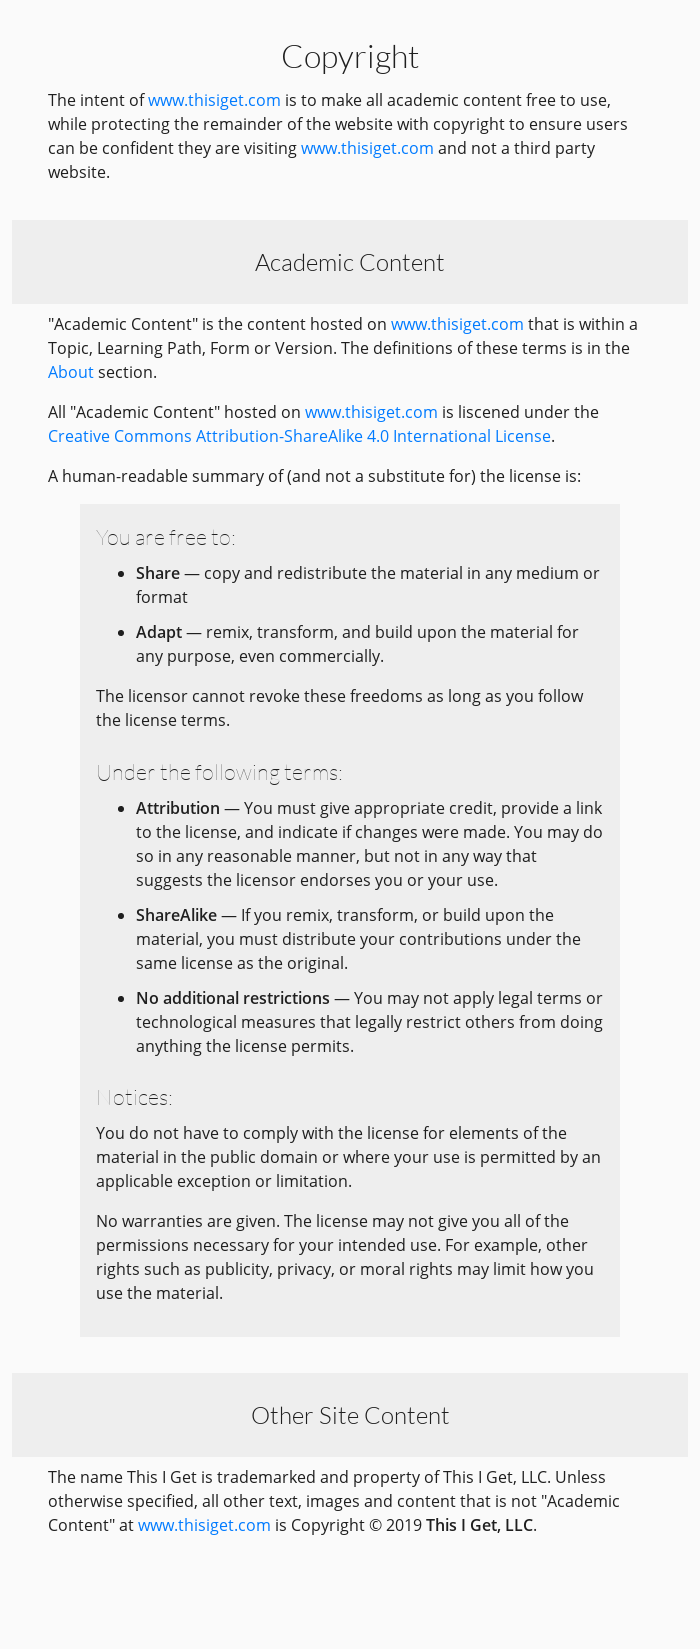 Copyright
The intent of www.thisiget.com is to make all academic content free to use,
while protecting the remainder of the website with copyright to ensure users
can be confident they are visiting www.thisiget.com and not a third party
website.
Academic Content
"Academic Content" is the content hosted on www.thisiget.com that is within a
Topic, Learning Path, Form or Version. The definitions of these terms is in the
About section.
All "Academic Content" hosted on www.thisiget.com is liscened under the
Creative Commons Attribution-ShareAlike 4.0 International License.
A human-readable summary of (and not a substitute for) the license is:
You are free to:
• Share — copy and redistribute the material in any medium or
format
• Adapt — remix, transform, and build upon the material for
any purpose, even commercially.
The licensor cannot revoke these freedoms as long as you follow
the license terms.
Under the following terms:
• Attribution — You must give appropriate credit, provide a link
to the license, and indicate if changes were made. You may do
so in any reasonable manner, but not in any way that
suggests the licensor endorses you or your use.
• ShareAlike — If you remix, transform, or build upon the
material, you must distribute your contributions under the
same license as the original.
• No additional restrictions — You may not apply legal terms or
technological measures that legally restrict others from doing
anything the license permits.
Notices:
You do not have to comply with the license for elements of the
material in the public domain or where your use is permitted by an
applicable exception or limitation.
No warranties are given. The license may not give you all of the
permissions necessary for your intended use. For example, other
rights such as publicity, privacy, or moral rights may limit how you
use the material.
Other Site Content
The name This I Get is trademarked and property of This I Get, LLC. Unless
otherwise specified, all other text, images and content that is not "Academic
Content" at www.thisiget.com is Copyright © 2019 This I Get, LLC.